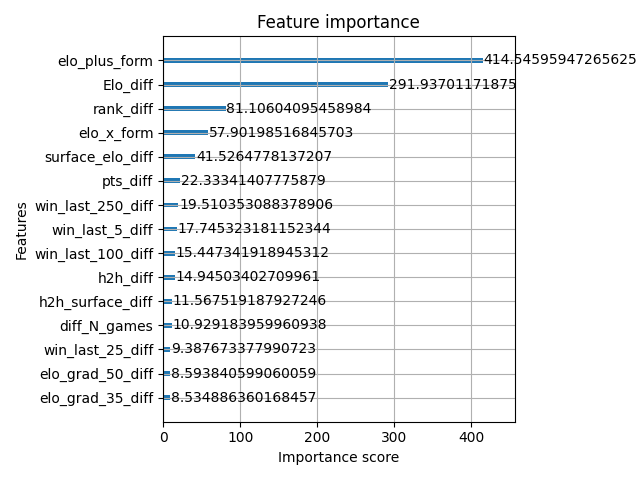 Feature importance
elo_plus_form 414.54595947265625
Elo_diff 291.93701171875
rank_diff 81.10604095458984
elo_x_form 57.90198516845703
surface_elo_diff 41.5264778137207
pts_diff 22.33341407775879
win_last_250_diff 19.510353088378906
win_last_5_diff 17.745323181152344
win_last_100_diff 15.447341918945312
h2h_diff 14.94503402709961
h2h_surface_diff 11.567519187927246
diff_N_games 10.929183959960938
win_last_25_diff 9.387673377990723
elo_grad_50_diff 8.593840599060059
elo_grad_35_diff 8.534886360168457
Features
0 100 200 300 400
Importance score